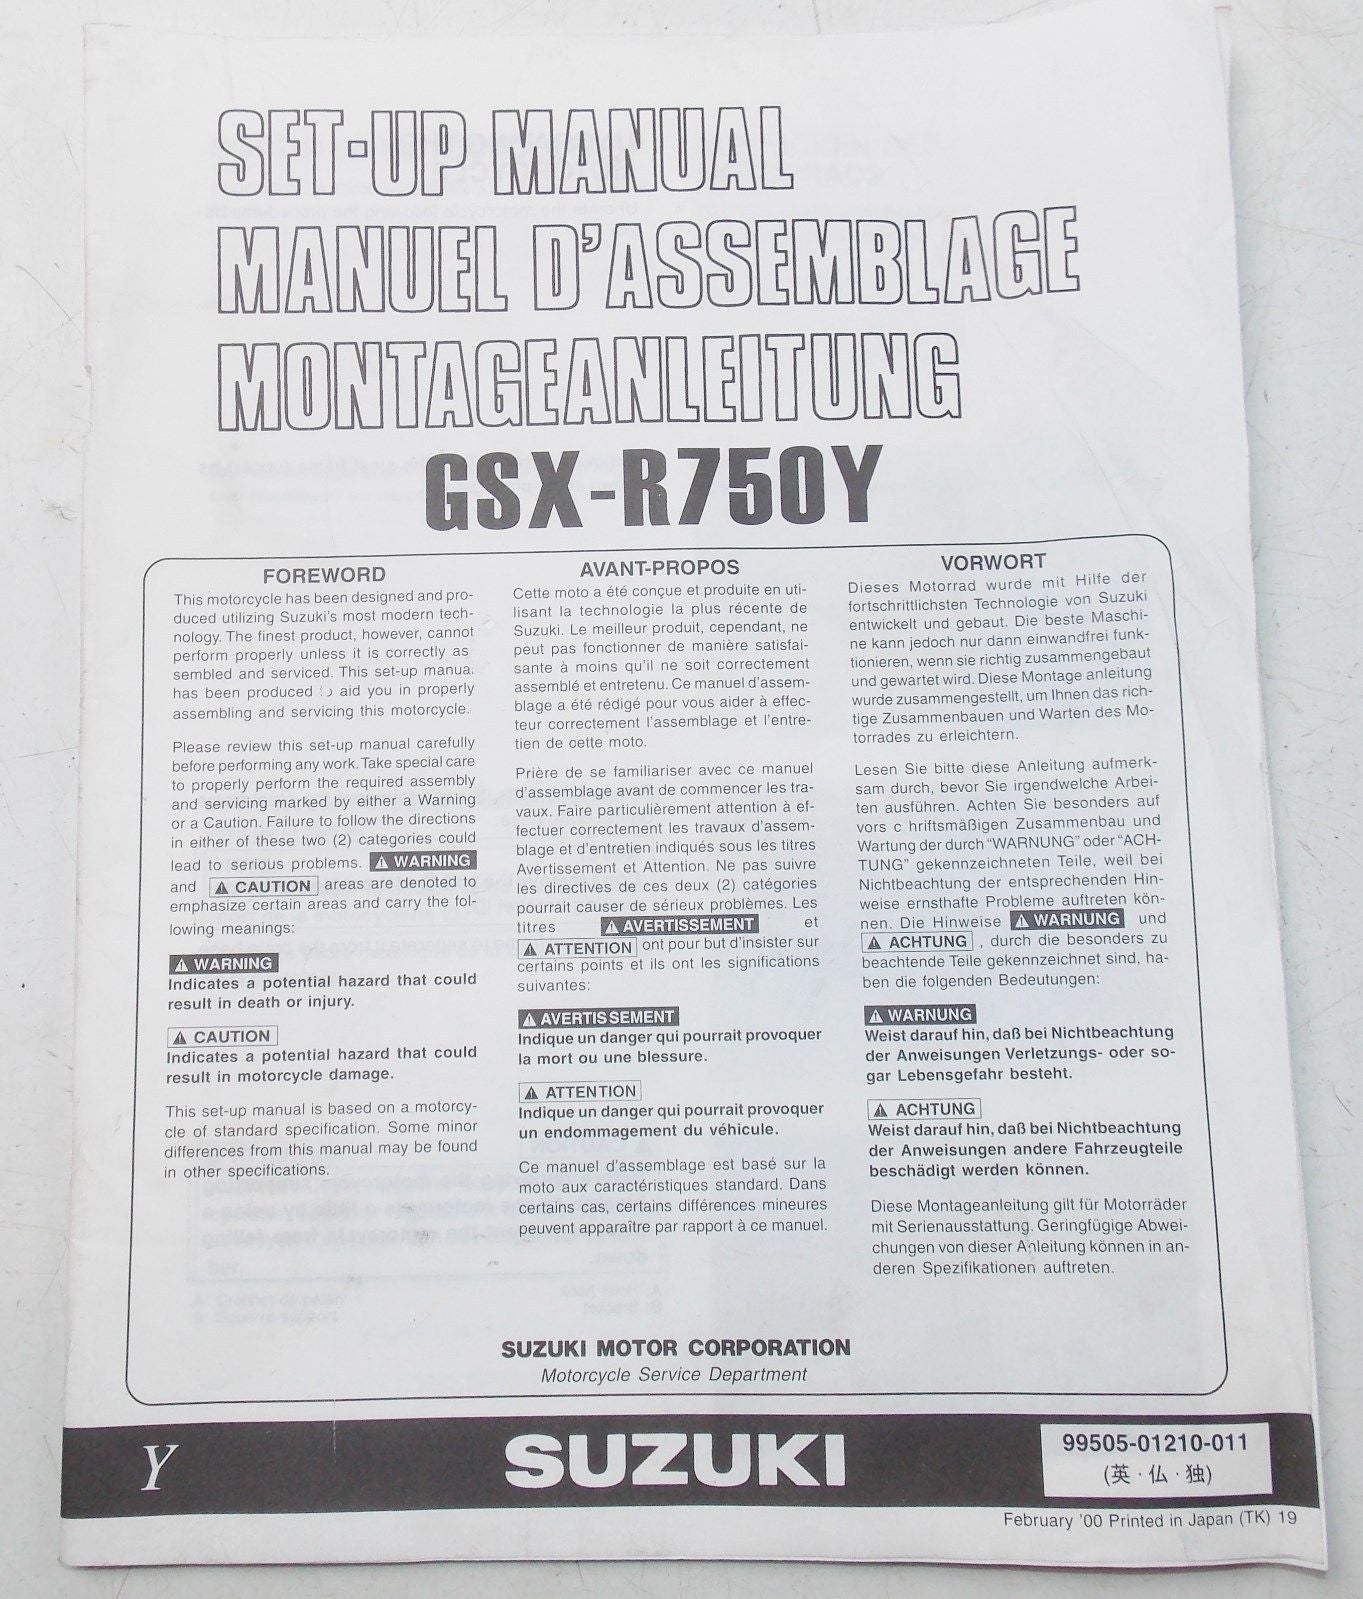 SET-UP MANUAL
MANUEL D'ASSEMBLAGE
MONTAGEANLEITUNG
GSX-R750Y
FOREWORD
This motorcycle has been designed and pro-
duced utilizing Suzuki's most modern tech-
nology. The finest product, however, cannot
perform properly unless it is correctly as
sembled and serviced. This set-up manual
has been produced to aid you in properly
assembling and servicing this motorcycle.
Please review this set-up manual carefully
before performing any work. Take special care
to properly perform the required assembly
and servicing marked by either a Warning
or a Caution. Failure to follow the directions
in either of these two (2) categories could
lead to serious problems. ⚠ WARNING
and ⚠ CAUTION areas are denoted to
emphasize certain areas and carry the fol-
lowing meanings:
⚠ WARNING
Indicates a potential hazard that could
result in death or injury.
⚠ CAUTION
Indicates a potential hazard that could
result in motorcycle damage.
This set-up manual is based on a motorcy-
cle of standard specification. Some minor
differences from this manual may be found
in other specifications.
AVANT-PROPOS
Cette moto a été conçue et produite en uti-
lisant la technologie la plus récente de
Suzuki. Le meilleur produit, cependant, ne
peut pas fonctionner de manière satisfai-
sante à moins qu'il ne soit correctement
assemblé et entretenu. Ce manuel d'assem-
blage a été rédigé pour vous aider à effec-
teur correctement l'assemblage et l'entre-
tien de cette moto.
Prière de se familiariser avec ce manuel
d'assemblage avant de commencer les tra-
vaux. Faire particulièrement attention à ef-
fectuer correctement les travaux d'assem-
blage et d'entretien indiqués sous les titres
Avertissement et Attention. Ne pas suivre
les directives de ces deux (2) catégories
pourrait causer de sérieux problèmes. Les
titres ⚠ AVERTISSEMENT et
⚠ ATTENTION ont pour but d'insister sur
certains points et ils ont les significations
suivantes:
⚠ AVERTISSEMENT
Indique un danger qui pourrait provoquer
la mort ou une blessure.
⚠ ATTENTION
Indique un danger qui pourrait provoquer
un endommagement du véhicule.
Ce manuel d'assemblage est basé sur la
moto aux caractéristiques standard. Dans
certains cas, certains différences mineures
peuvent apparaître par rapport à ce manuel.
VORWORT
Dieses Motorrad wurde mit Hilfe der
fortschrittlichsten Technologie von Suzuki
entwickelt und gebaut. Die beste Maschi-
ne kann jedoch nur dann einwandfrei funk-
tionieren, wenn sie richtig zusammengebaut
und gewartet wird. Diese Montage anleitung
wurde zusammengestellt, um Ihnen das rich-
tige Zusammenbauen und Warten des Mo-
torrades zu erleichtern.
Lesen Sie bitte diese Anleitung aufmerk-
sam durch, bevor Sie irgendwelche Arbei-
ten ausführen. Achten Sie besonders auf
vors c hriftsmäßigen Zusammenbau und
Wartung der durch "WARNUNG" oder "ACH-
TUNG" gekennzeichneten Teile, weil bei
Nichtbeachtung der entsprechenden Hin-
weise ernsthafte Probleme auftreten kön-
nen. Die Hinweise ⚠ WARNUNG und
⚠ ACHTUNG , durch die besonders zu
beachtende Teile gekennzeichnet sind, ha-
ben die folgenden Bedeutungen:
⚠ WARNUNG
Weist darauf hin, daß bei Nichtbeachtung
der Anweisungen Verletzungs- oder so-
gar Lebensgefahr besteht.
⚠ ACHTUNG
Weist darauf hin, daß bei Nichtbeachtung
der Anweisungen andere Fahrzeugteile
beschädigt werden können.
Diese Montageanleitung gilt für Motorräder
mit Serienausstattung. Geringfügige Abwei-
chungen von dieser Anleitung können in an-
deren Spezifikationen auftreten.
SUZUKI MOTOR CORPORATION
Motorcycle Service Department
Y
SUZUKI
99505-01210-011
(英・仏・独)
February '00 Printed in Japan (TK) 19